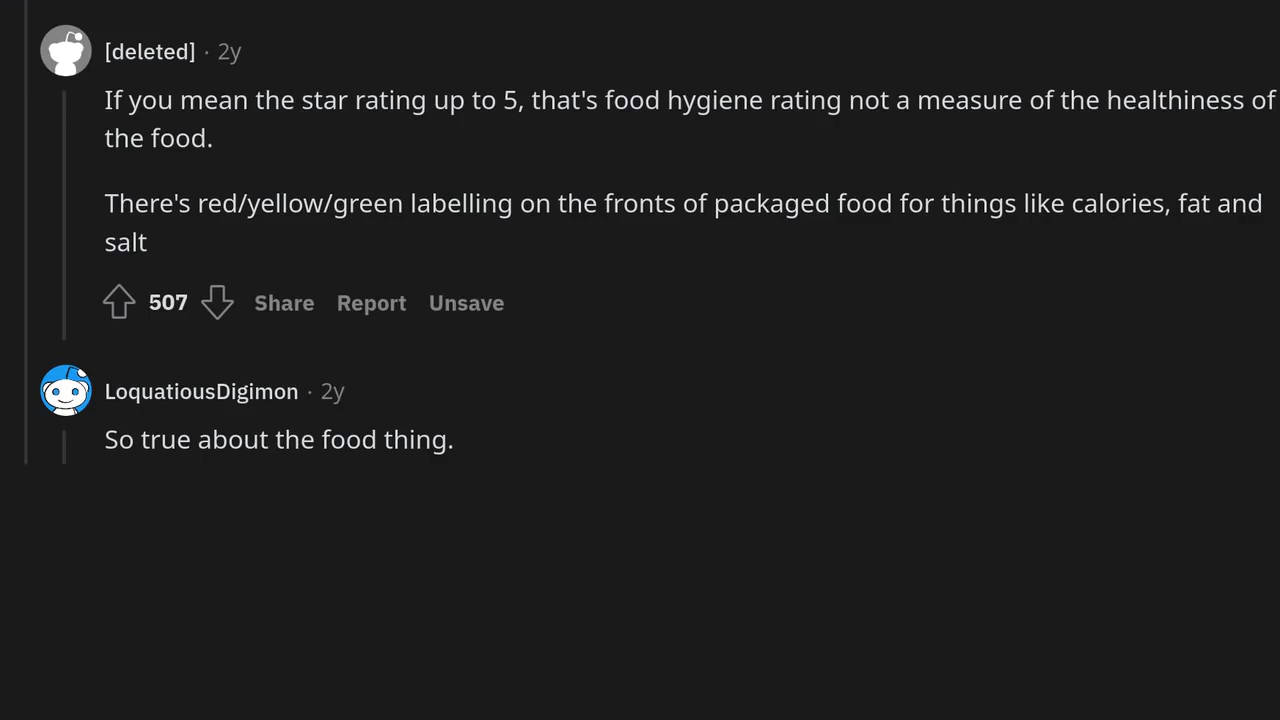 [deleted] · 2y
If you mean the star rating up to 5, that's food hygiene rating not a measure of the healthiness of
the food.
There's red/yellow/green labelling on the fronts of packaged food for things like calories, fat and
salt
507 Share Report Unsave
LoquatiousDigimon · 2y
So true about the food thing.